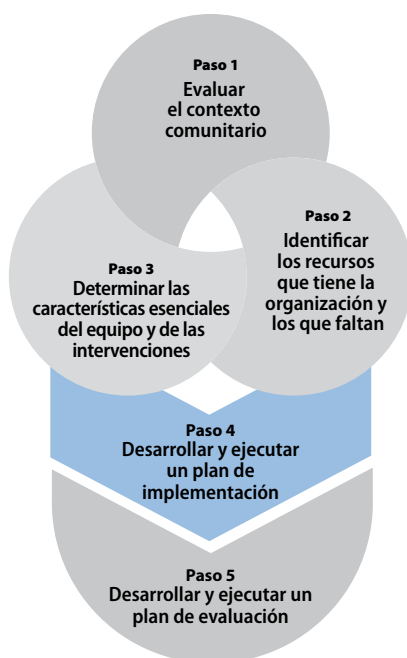 Paso 1
Evaluar
el contexto
comunitario
Paso 2
Identificar
los recursos
que tiene la
organización y
los que faltan
Paso 3
Determinar las
características esenciales
del equipo y de las
intervenciones
Paso 4
Desarrollar y ejecutar
un plan de
implementación
Paso 5
Desarrollar y ejecutar un
plan de evaluación